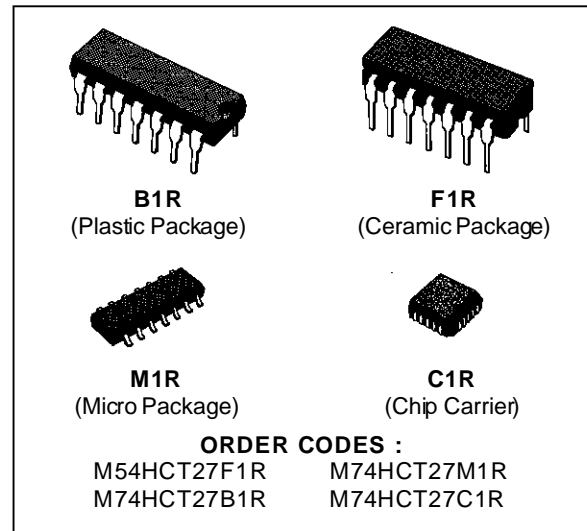 B1R
(Plastic Package)
F1R
(Ceramic Package)
M1R
(Micro Package)
C1R
(Chip Carrier)
ORDER CODES :
M54HCT27F1R M74HCT27M1R
M74HCT27B1R M74HCT27C1R